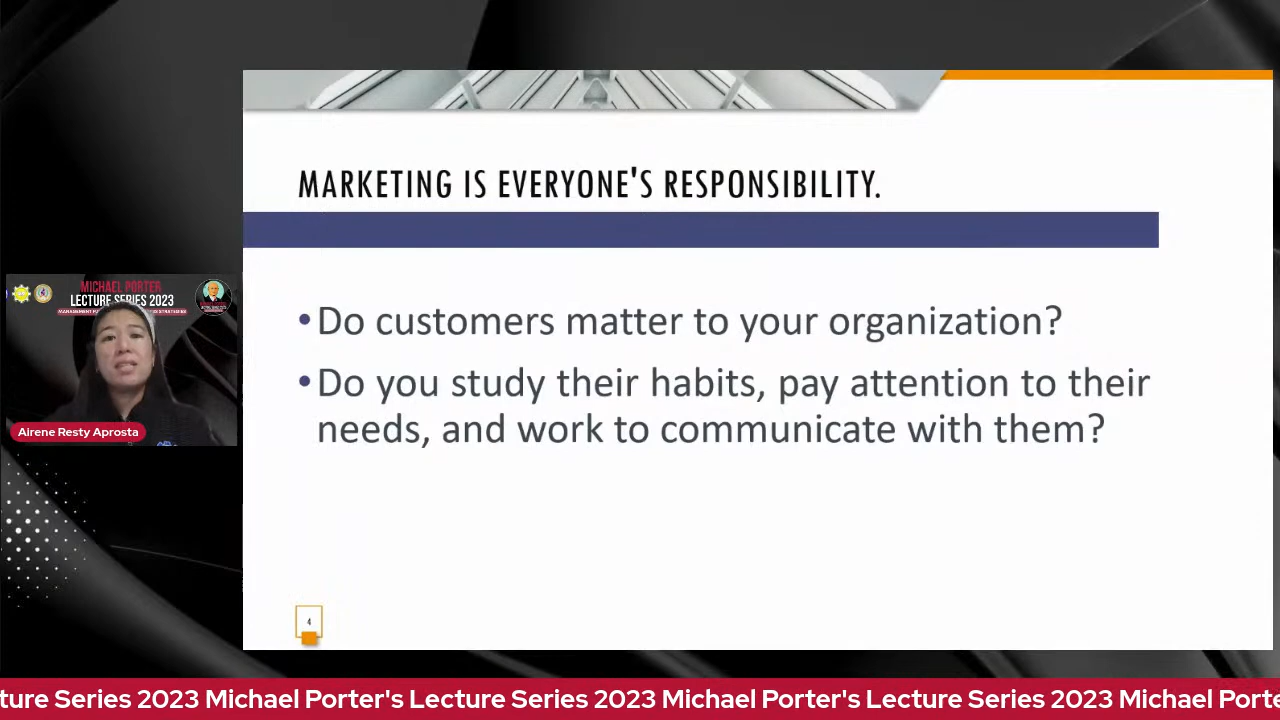 MARKETING IS EVERYONE'S RESPONSIBILITY.
•Do customers matter to your organization?
•Do you study their habits, pay attention to their
needs, and work to communicate with them?
4
MICHAEL PORTER
LECTURE SERIES 2023
Airene Resty Aprosta
ture Series 2023 Michael Porter's Lecture Series 2023 Michael Porter's Lecture Series 2023 Michael Porte